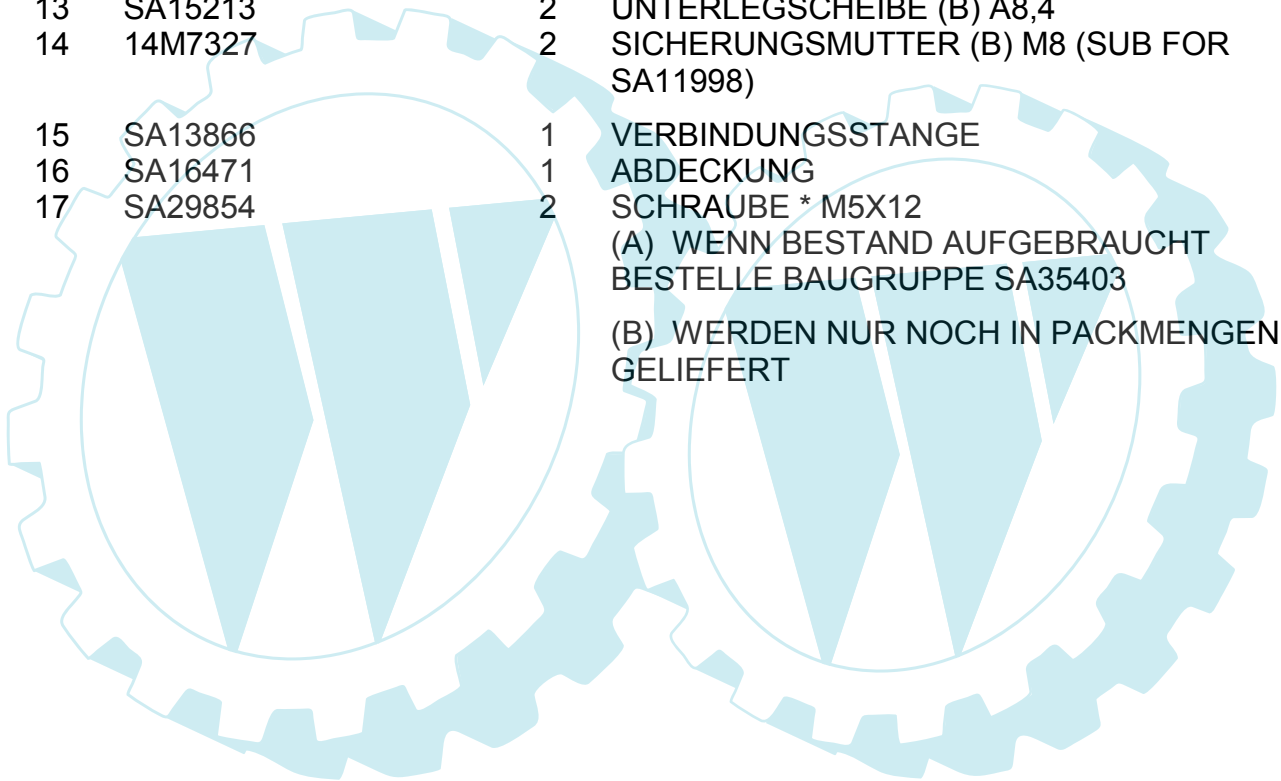 13 SA15213 2 UNTERLEGSCHEIBE (B) A8,4
14 14M7327 2 SICHERUNGSMUTTER (B) M8 (SUB FOR
SA11998)
15 SA13866 1 VERBINDUNGSSTANGE
16 SA16471 1 ABDECKUNG
17 SA29854 2 SCHRAUBE * M5X12
(A) WENN BESTAND AUFGEBRAUCHT
BESTELLE BAUGRUPPE SA35403
(B) WERDEN NUR NOCH IN PACKMENGEN
GELIEFERT